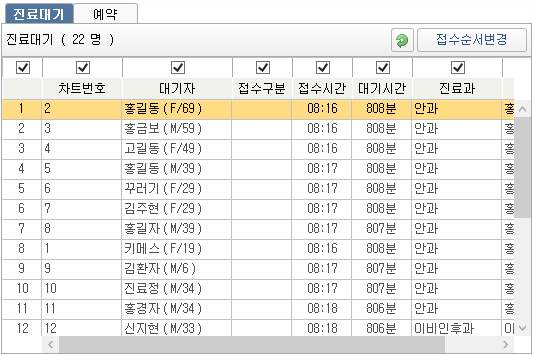 진료대기 예약
진료대기 ( 22 명 ) 접수순서변경
차트번호 대기자 접수구분 접수시간 대기시간 진료과
1 2 홍길동(F/69) 08:16 808분 안과 홍
2 3 홍금보(M/59) 08:16 808분 안과 홍
3 4 고길동(F/49) 08:16 808분 안과 홍
4 5 홍길동(M/39) 08:17 808분 안과 홍
5 6 꾸러기(F/29) 08:17 808분 안과 홍
6 7 김주현(F/29) 08:17 808분 안과 홍
7 8 홍길자(M/39) 08:17 807분 안과 홍
8 1 키메스(F/19) 08:16 808분 안과 홍
9 9 김환자(M/6) 08:17 807분 안과 홍
10 10 진료정(M/34) 08:17 807분 안과 홍
11 11 홍경자(M/34) 08:18 806분 안과 홍
12 12 신지현(M/33) 08:18 806분 이비인후과 이